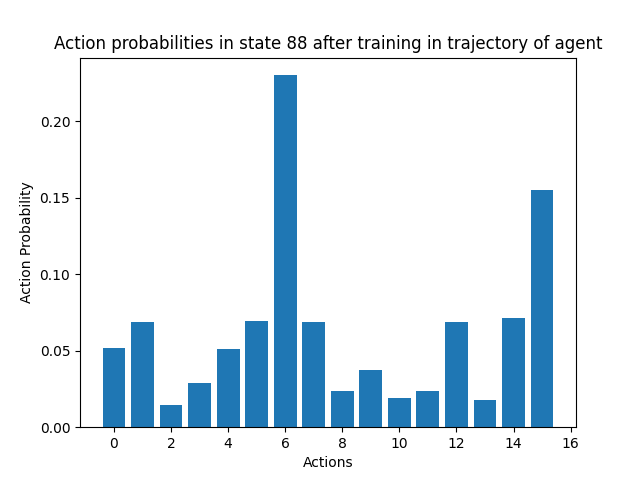 Action probabilities in state 88 after training in trajectory of agent
Action Probability
0.20
0.15
0.10
0.05
0.00
0 2 4 6 8 10 12 14 16
Actions